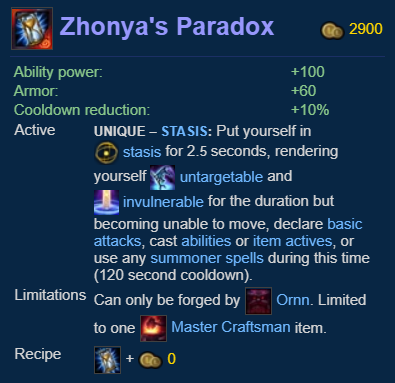 Zhonya's Paradox 2900
Ability power: +100
Armor: +60
Cooldown reduction: +10%
Active UNIQUE – STASIS: Put yourself in
stasis for 2.5 seconds, rendering
yourself untargetable and
invulnerable for the duration but
becoming unable to move, declare basic
attacks, cast abilities or item actives, or
use any summoner spells during this time
(120 second cooldown).
Limitations Can only be forged by Ornn. Limited
to one Master Craftsman item.
Recipe + 0